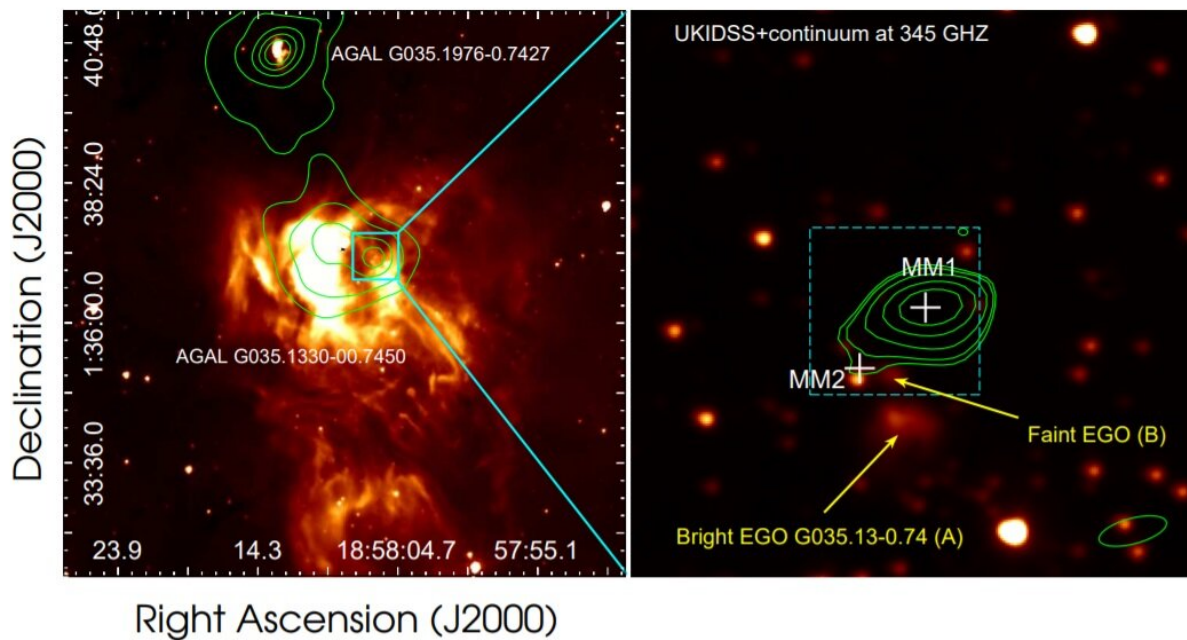 AGAL G035.1976-0.7427
AGAL G035.1330-00.7450
40:48.0
38:24.0
1:36:00.0
33:36.0
Declination (J2000)
23.9 14.3 18:58:04.7 57:55.1
Right Ascension (J2000)
UKIDSS+continuum at 345 GHZ
MM1
MM2
Faint EGO (B)
Bright EGO G035.13-0.74 (A)